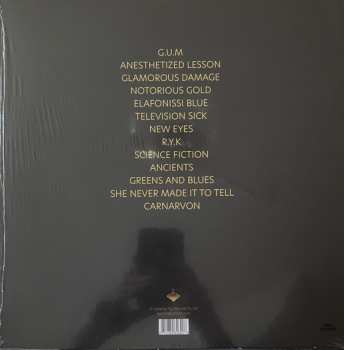 G.U.M
ANESTHETIZED LESSON
GLAMOROUS DAMAGE
NOTORIOUS GOLD
ELAFONISSI BLUE
TELEVISION SICK
NEW EYES
R.Y.K
SCIENCE FICTION
ANCIENTS
GREENS AND BLUES
SHE NEVER MADE IT TO TELL
CARNARVON